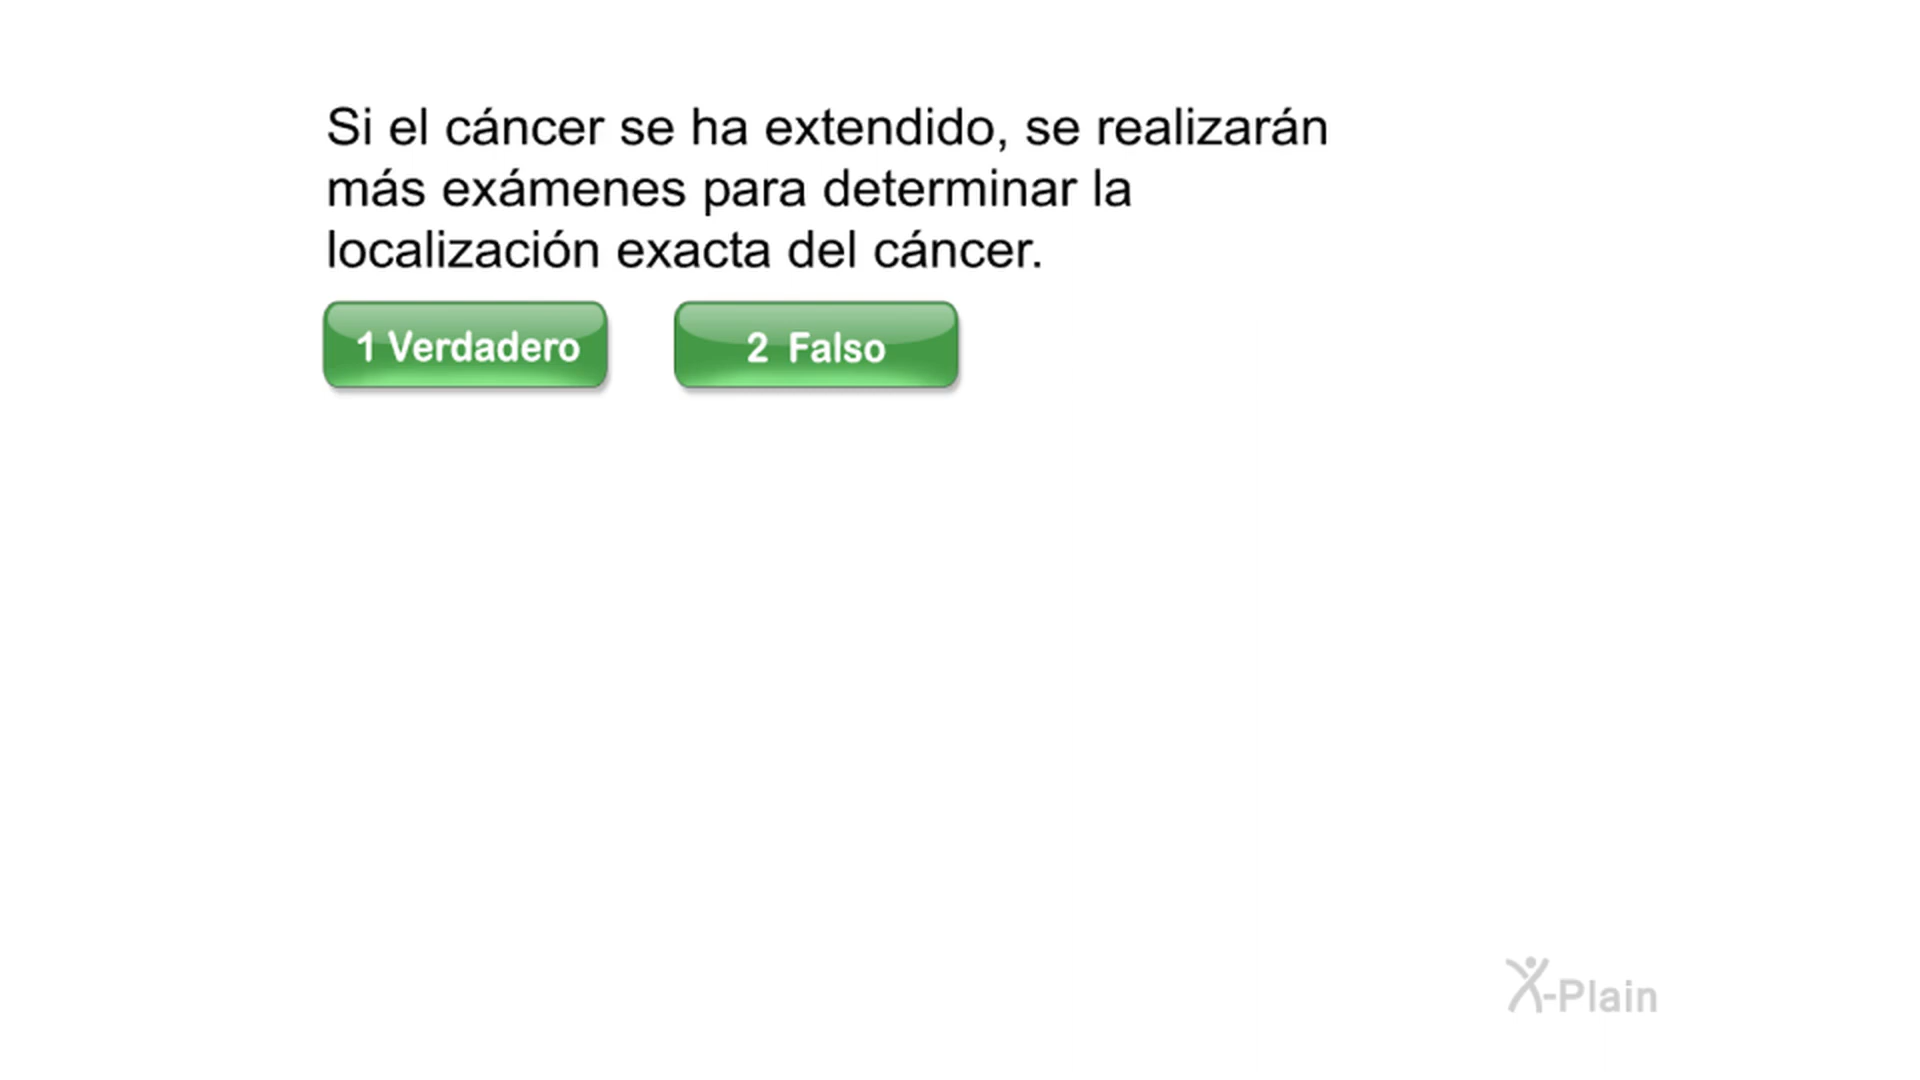 Si el cáncer se ha extendido, se realizarán
más exámenes para determinar la
localización exacta del cáncer.
1 Verdadero
2 Falso
X-Plain